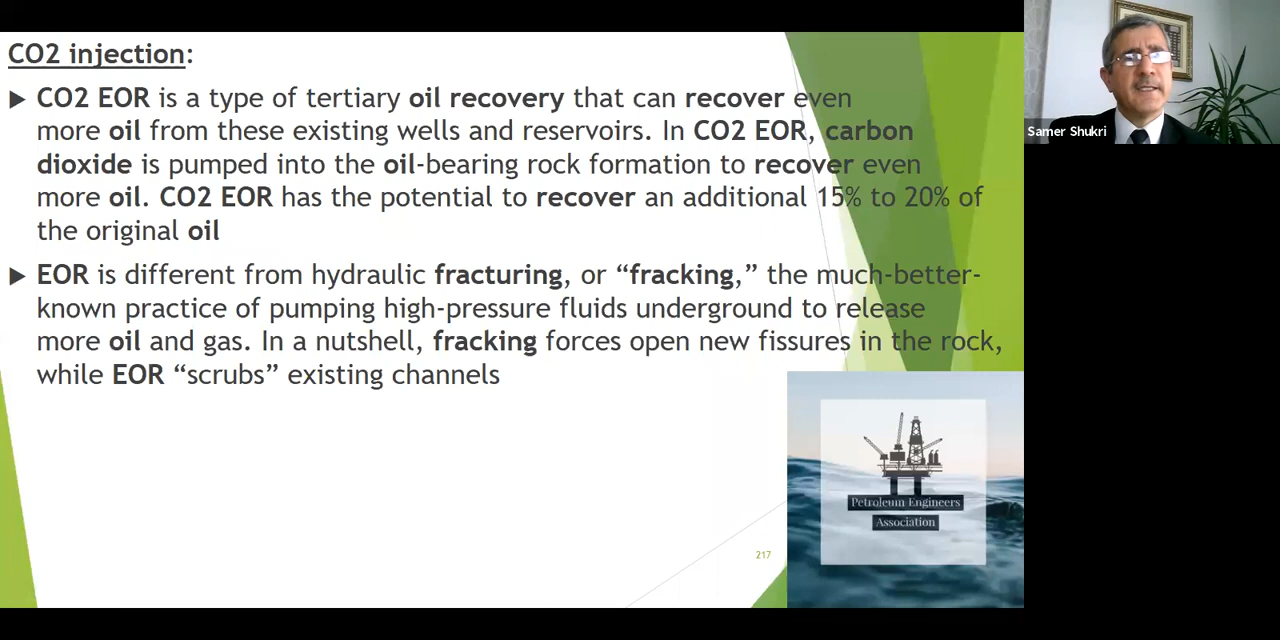 CO2 injection:
▶ CO2 EOR is a type of tertiary oil recovery that can recover even
more oil from these existing wells and reservoirs. In CO2 EOR, carbon
dioxide is pumped into the oil-bearing rock formation to recover even
more oil. CO2 EOR has the potential to recover an additional 15% to 20% of
the original oil
▶ EOR is different from hydraulic fracturing, or “fracking,” the much-better-
known practice of pumping high-pressure fluids underground to release
more oil and gas. In a nutshell, fracking forces open new fissures in the rock,
while EOR “scrubs” existing channels
Petroleum Engineers
Association
217
Samer Shukri